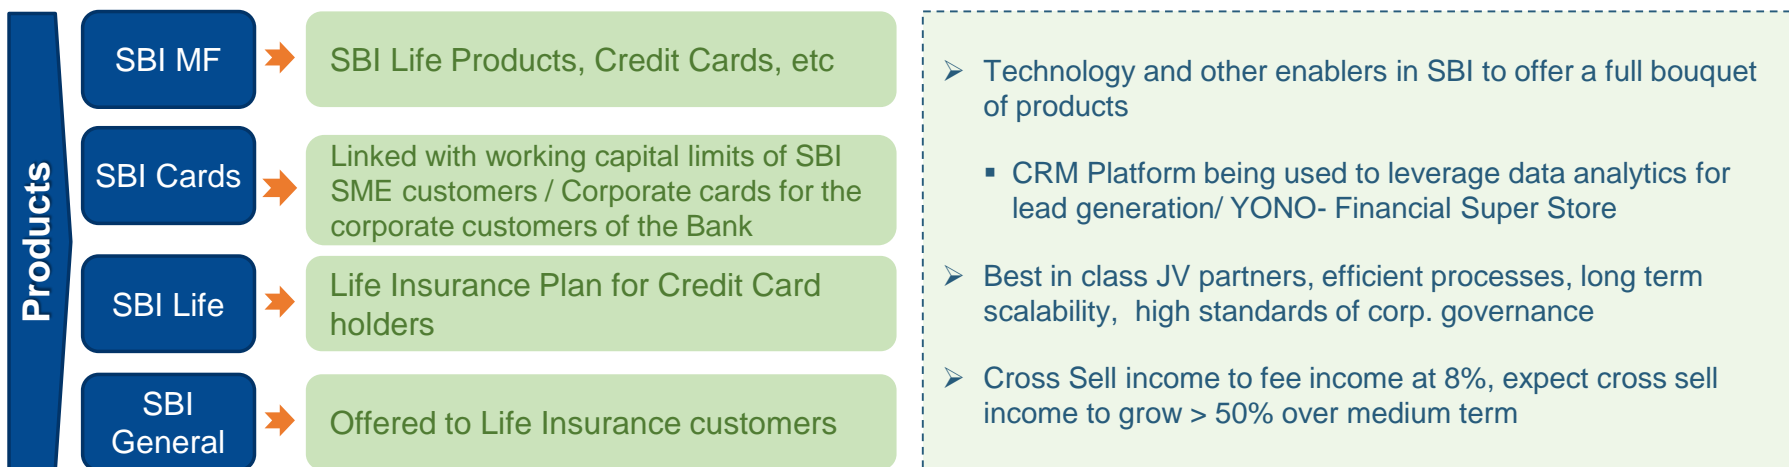 Products
SBI MF
SBI Life Products, Credit Cards, etc
SBI Cards
Linked with working capital limits of SBI
SME customers / Corporate cards for the
corporate customers of the Bank
SBI Life
Life Insurance Plan for Credit Card
holders
SBI
General
Offered to Life Insurance customers
➢ Technology and other enablers in SBI to offer a full bouquet
of products
▪ CRM Platform being used to leverage data analytics for
lead generation/ YONO- Financial Super Store
➢ Best in class JV partners, efficient processes, long term
scalability, high standards of corp. governance
➢ Cross Sell income to fee income at 8%, expect cross sell
income to grow > 50% over medium term